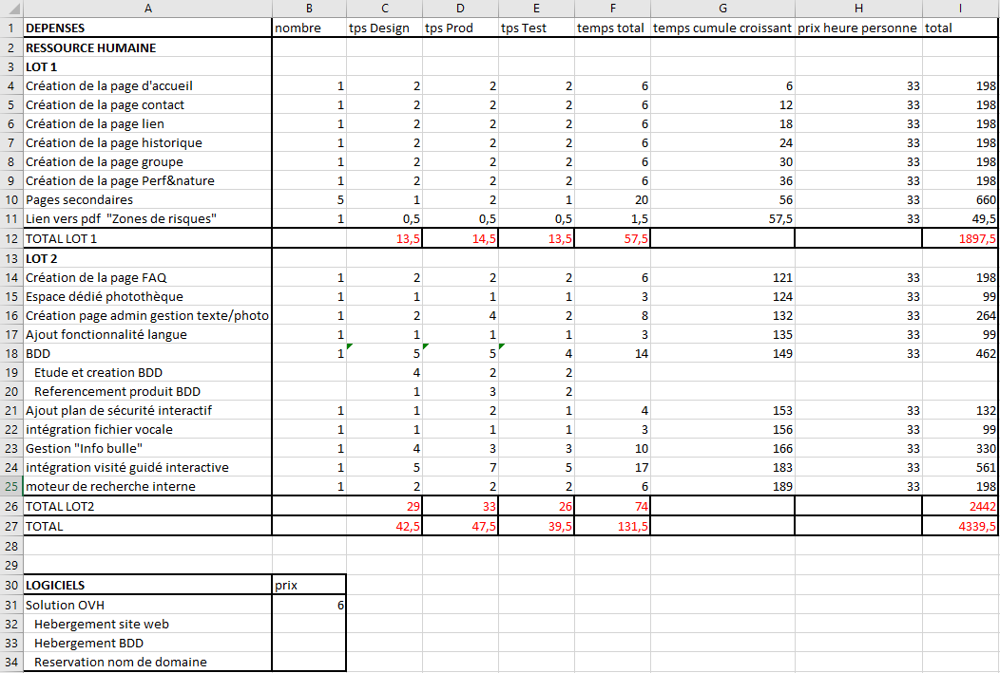 A B C D E F G H I
1 DEPENSES nombre tps Design tps Prod tps Test temps total temps cumule croissant prix heure personne total
2 RESSOURCE HUMAINE
3 LOT 1
4 Création de la page d'accueil 1 2 2 2 6 6 33 198
5 Création de la page contact 1 2 2 2 6 12 33 198
6 Création de la page lien 1 2 2 2 6 18 33 198
7 Création de la page historique 1 2 2 2 6 24 33 198
8 Création de la page groupe 1 2 2 2 6 30 33 198
9 Création de la page Perf&nature 1 2 2 2 6 36 33 198
10 Pages secondaires 5 1 2 1 20 56 33 660
11 Lien vers pdf "Zones de risques" 1 0,5 0,5 0,5 1,5 57,5 33 49,5
12 TOTAL LOT 1 13,5 14,5 13,5 57,5 1897,5
13 LOT 2
14 Création de la page FAQ 1 2 2 2 6 121 33 198
15 Espace dédié photothèque 1 1 1 1 3 124 33 99
16 Création page admin gestion texte/photo 1 2 4 2 8 132 33 264
17 Ajout fonctionnalité langue 1 1 1 1 3 135 33 99
18 BDD 1 5 5 4 14 149 33 462
19 Etude et creation BDD 4 2 2
20 Referencement produit BDD 1 3 2
21 Ajout plan de sécurité interactif 1 1 2 1 4 153 33 132
22 intégration fichier vocale 1 1 1 1 3 156 33 99
23 Gestion "Info bulle" 1 4 3 3 10 166 33 330
24 intégration visité guidé interactive 1 5 7 5 17 183 33 561
25 moteur de recherche interne 1 2 2 2 6 189 33 198
26 TOTAL LOT2 29 33 26 74 2442
27 TOTAL 42,5 47,5 39,5 131,5 4339,5
28
29
30 LOGICIELS prix
31 Solution OVH 6
32 Hebergement site web
33 Hebergement BDD
34 Reservation nom de domaine